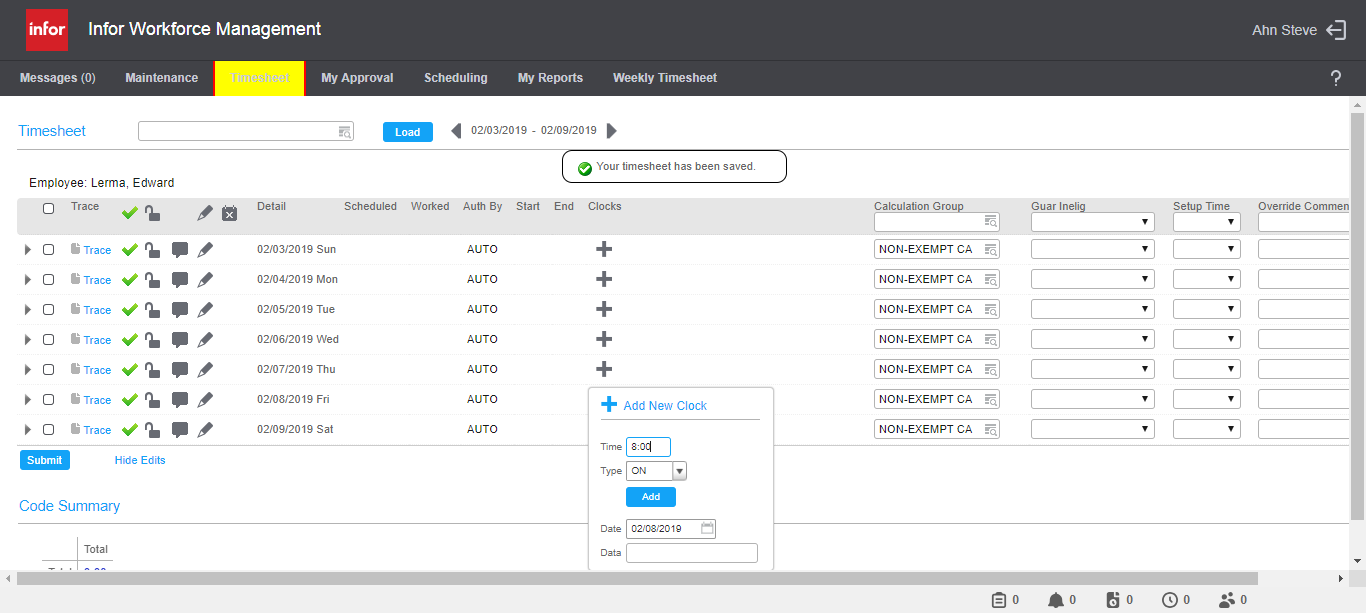 infor Infor Workforce Management Ahn Steve
Messages (0) Maintenance Timesheet My Approval Scheduling My Reports Weekly Timesheet ?
Timesheet Load 02/03/2019 - 02/09/2019
Your timesheet has been saved.
Employee: Lerma, Edward
Trace Detail Scheduled Worked Auth By Start End Clocks Calculation Group Guar Inelig Setup Time Override Commen
Trace 02/03/2019 Sun AUTO NON-EXEMPT CA
Trace 02/04/2019 Mon AUTO NON-EXEMPT CA
Trace 02/05/2019 Tue AUTO NON-EXEMPT CA
Trace 02/06/2019 Wed AUTO NON-EXEMPT CA
Trace 02/07/2019 Thu AUTO NON-EXEMPT CA
Trace 02/08/2019 Fri AUTO NON-EXEMPT CA
Trace 02/09/2019 Sat AUTO NON-EXEMPT CA
Add New Clock
Time 8:00
Type ON
Add
Date 02/08/2019
Data
Submit Hide Edits
Code Summary
Total
0 0 0 0 0